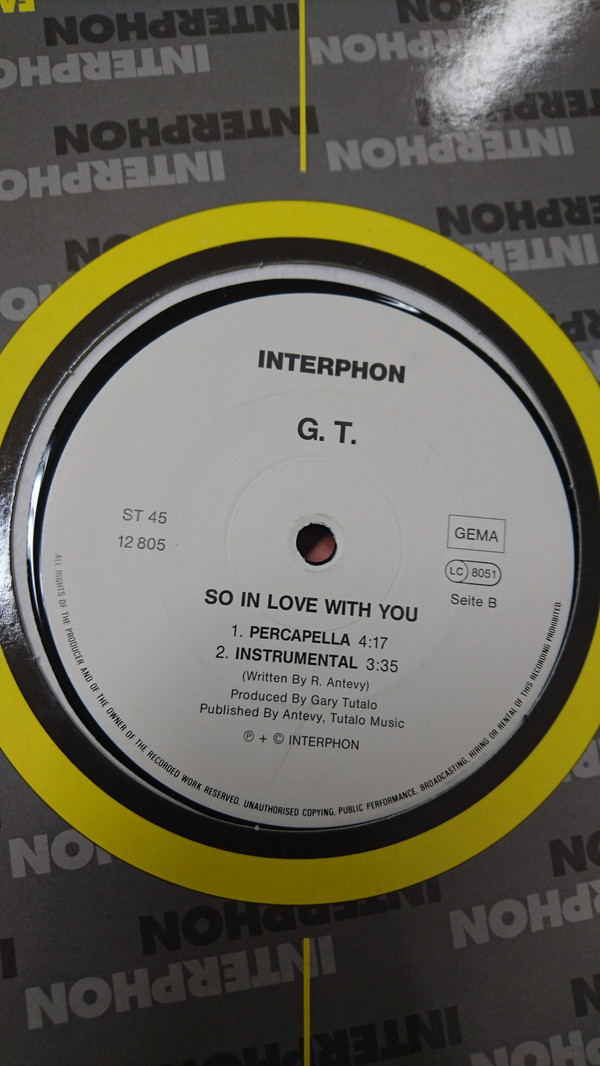 INTERPHON
G. T.
ST 45
12 805
GEMA
LC 8051
Seite B
SO IN LOVE WITH YOU
1. PERCAPELLA 4:17
2. INSTRUMENTAL 3:35
(Written By R. Antevy)
Produced By Gary Tutalo
Published By Antevy, Tutalo Music
℗ + © INTERPHON
ALL RIGHTS OF THE PRODUCER AND OF THE OWNER OF THE RECORDED WORK RESERVED. UNAUTHORISED COPYING, PUBLIC PERFORMANCE, BROADCASTING, HIRING OR RENTAL OF THIS RECORDING PROHIBITED.
INTERPHON
INTERPHON
INTERPHON
INTERPHON
INTERPHON
INTERPHON
INTERPHON